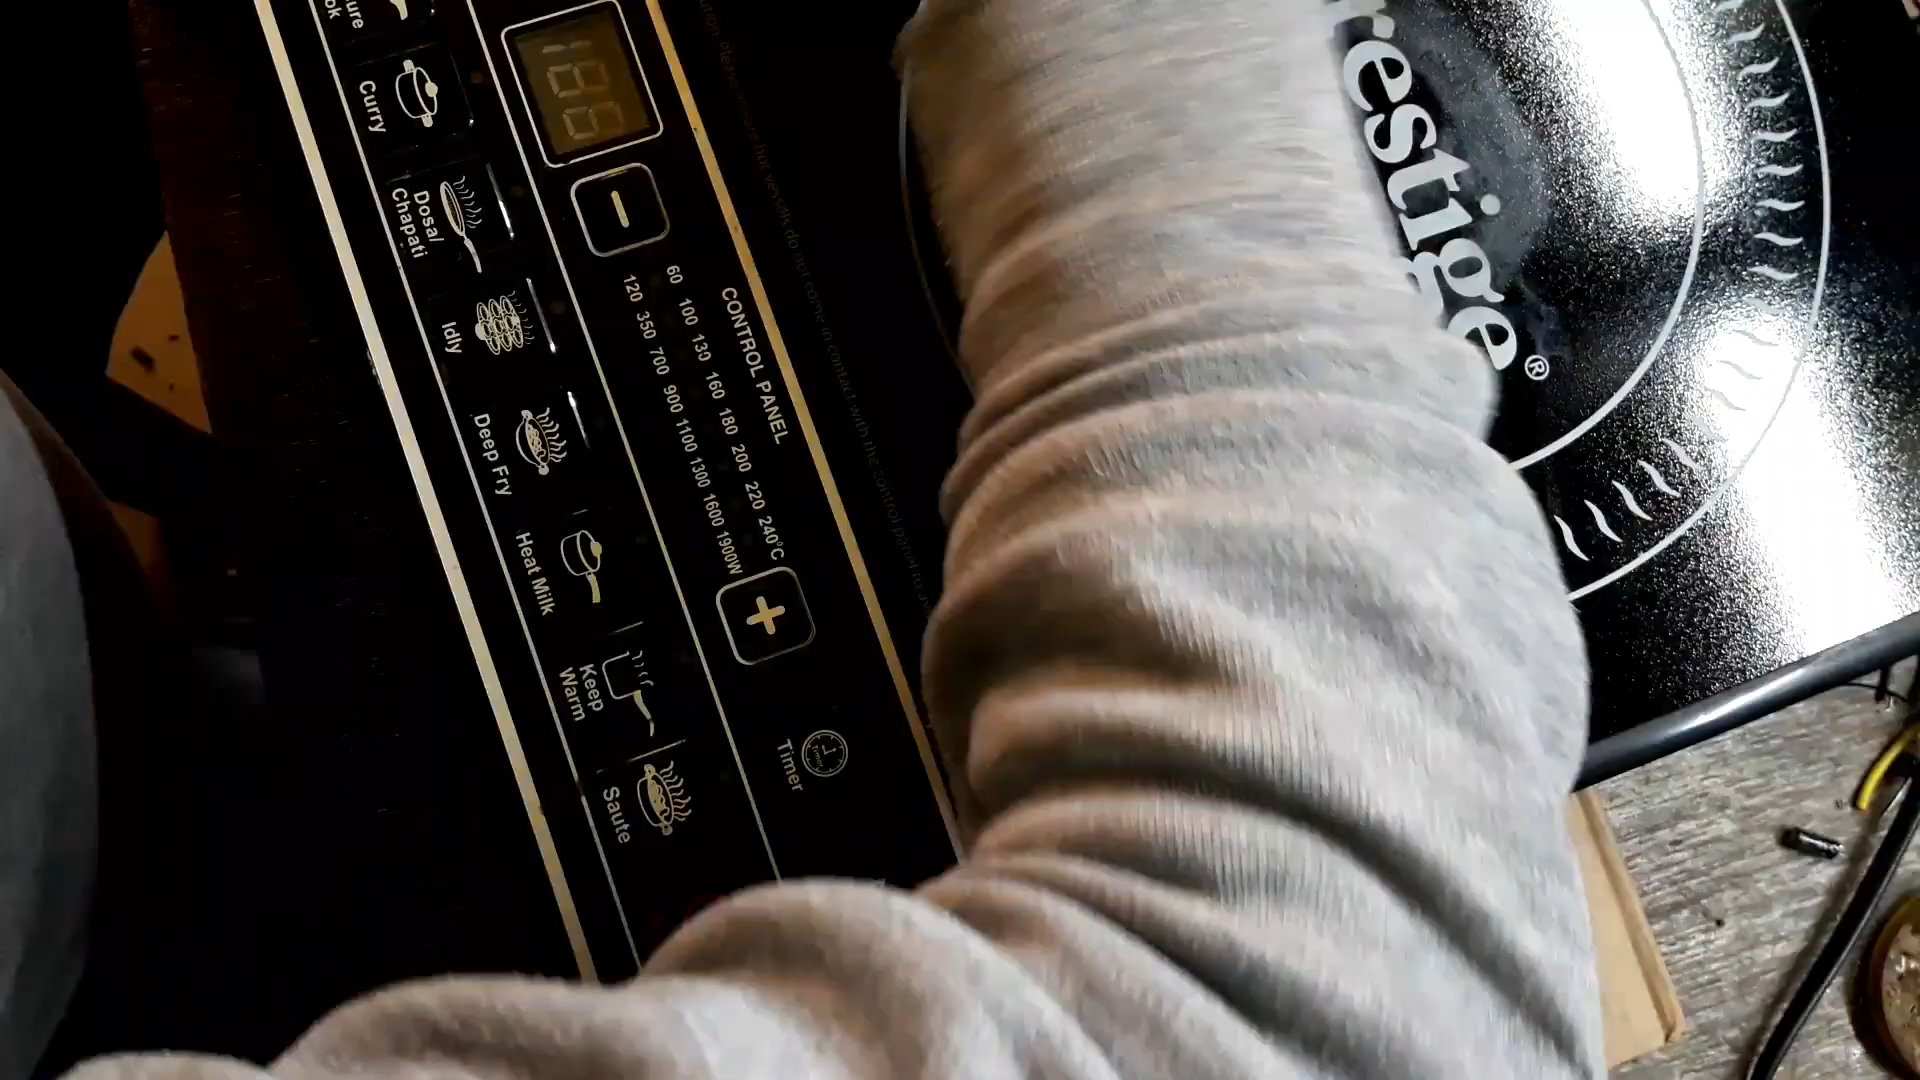 Curry
Dosa/
Chapati
Idly
Deep Fry
Heat Milk
Keep
Warm
Saute
CONTROL PANEL
60 100 130 160 180 200 220 240°C
120 350 700 900 1100 1300 1600 1900W
Timer
restige®